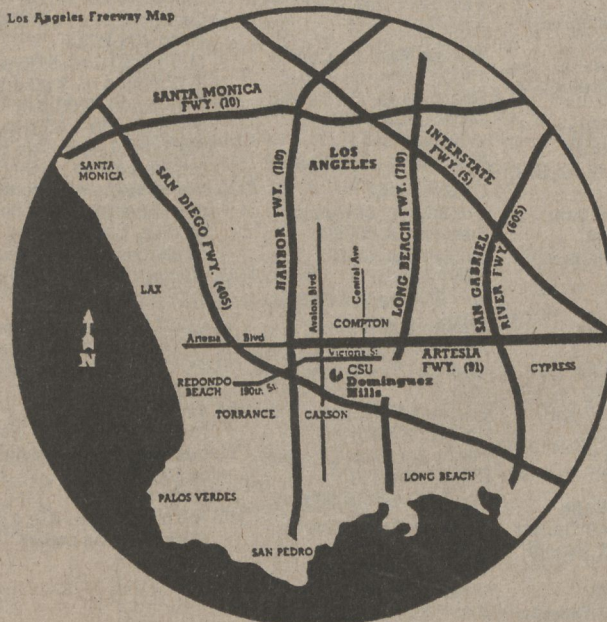 Los Angeles Freeway Map
SANTA MONICA
FWY. (10)
SANTA
MONICA
LOS
ANGELES
INTERSTATE
FWY. (5)
SAN DIEGO FWY. (405)
HARBOR FWY. (110)
LONG BEACH FWY. (710)
SAN GABRIEL
RIVER FWY. (605)
LAX
Avalon Blvd
Central Ave
COMPTON
Artesia Blvd
Victoria St
ARTESIA
FWY. (91)
CYPRESS
N
REDONDO
BEACH
190th St.
CSU
Dominguez
Hills
TORRANCE
CARSON
LONG BEACH
PALOS VERDES
SAN PEDRO